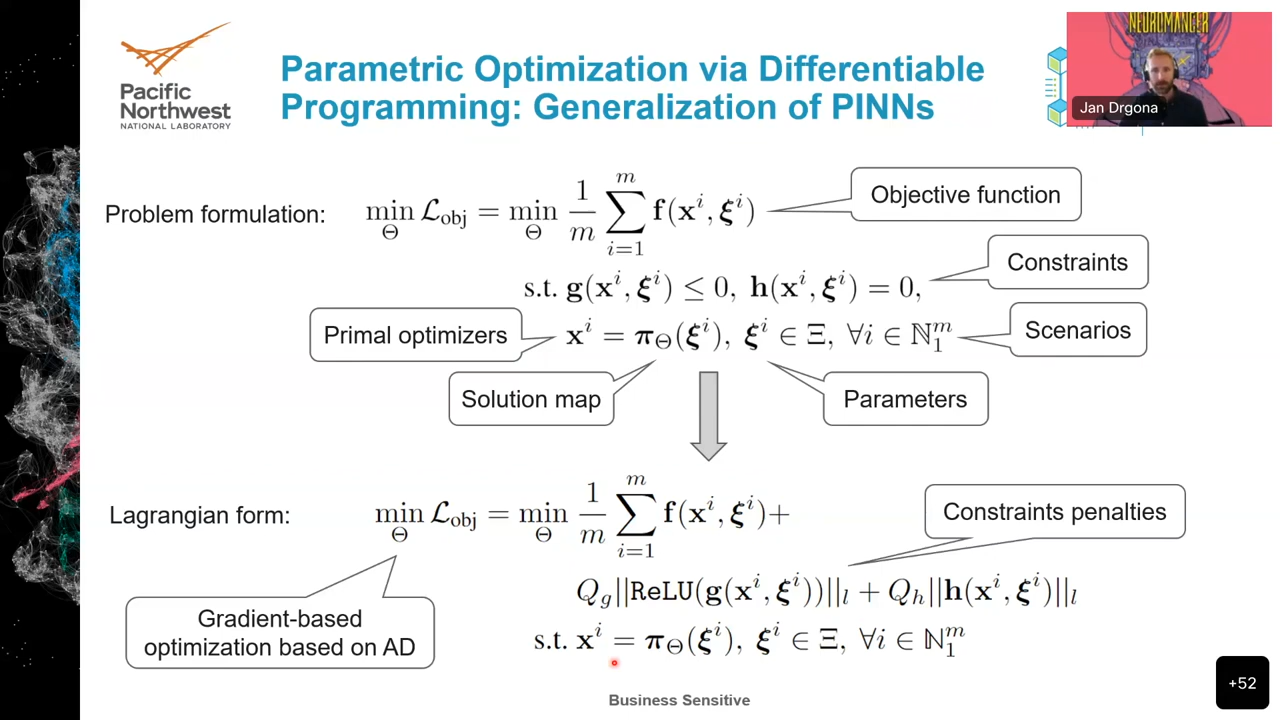 Pacific
Northwest
NATIONAL LABORATORY
Parametric Optimization via Differentiable
Programming: Generalization of PINNs
NEUROMANCER
Jan Drgona
Problem formulation:
min_Θ 𝓛_obj = min_Θ 1/m ∑_{i=1}^{m} f(x^i, ξ^i)
Objective function
s.t. g(x^i, ξ^i) ≤ 0, h(x^i, ξ^i) = 0,
Constraints
Primal optimizers
x^i = π_Θ(ξ^i), ξ^i ∈ Ξ, ∀i ∈ ℕ_1^m
Scenarios
Solution map
Parameters
Lagrangian form:
min_Θ 𝓛_obj = min_Θ 1/m ∑_{i=1}^{m} f(x^i, ξ^i)+
Constraints penalties
Q_g||ReLU(g(x^i, ξ^i))||_l + Q_h||h(x^i, ξ^i)||_l
Gradient-based
optimization based on AD
s.t. x^i = π_Θ(ξ^i), ξ^i ∈ Ξ, ∀i ∈ ℕ_1^m
Business Sensitive
+52